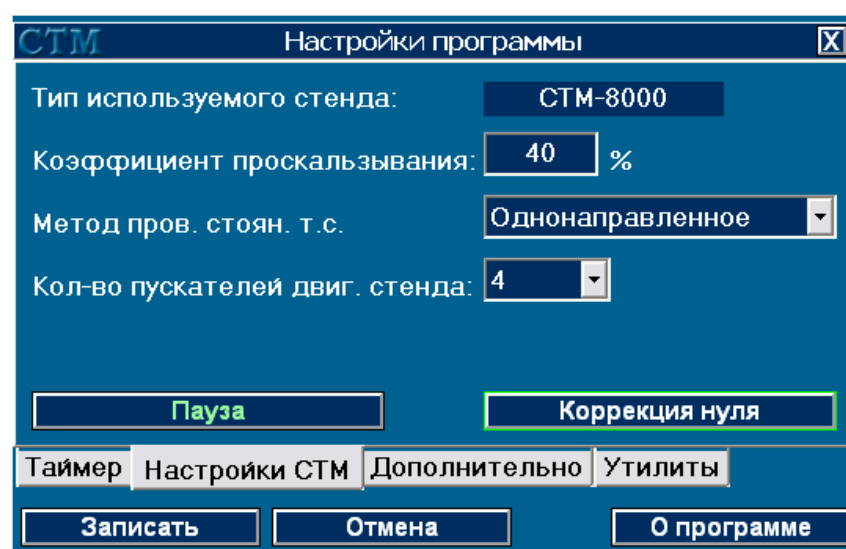 СТМ Настройки программы X
Тип используемого стенда: СТМ-8000
Коэффициент проскальзывания: 40 %
Метод пров. стоян. т.с. Однонаправленное
Кол-во пускателей двиг. стенда: 4
Пауза Коррекция нуля
Таймер Настройки СТМ Дополнительно Утилиты
Записать Отмена О программе